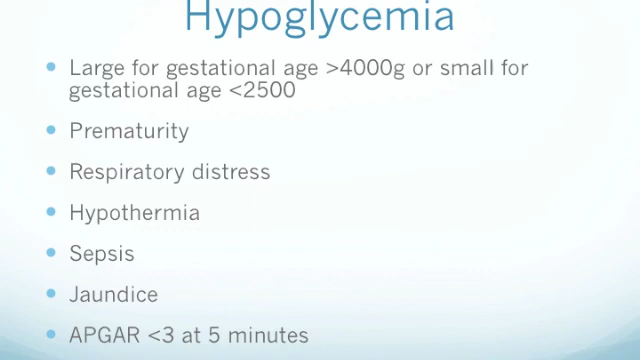 Hypoglycemia
• Large for gestational age >4000g or small for
gestational age <2500
• Prematurity
• Respiratory distress
• Hypothermia
• Sepsis
• Jaundice
• APGAR <3 at 5 minutes